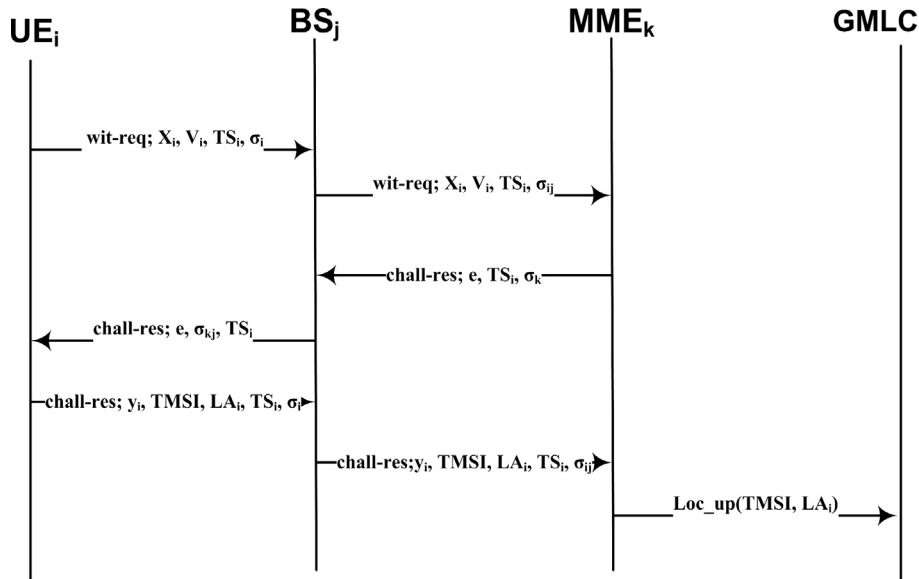 UEi BSj MMEk GMLC
wit-req; Xi, Vi, TSi, σi
wit-req; Xi, Vi, TSi, σij
chall-res; e, TSi, σk
chall-res; e, σkj, TSi
chall-res; yi, TMSI, LAi, TSi, σi
chall-res;yi, TMSI, LAi, TSi, σij
Loc_up(TMSI, LAi)